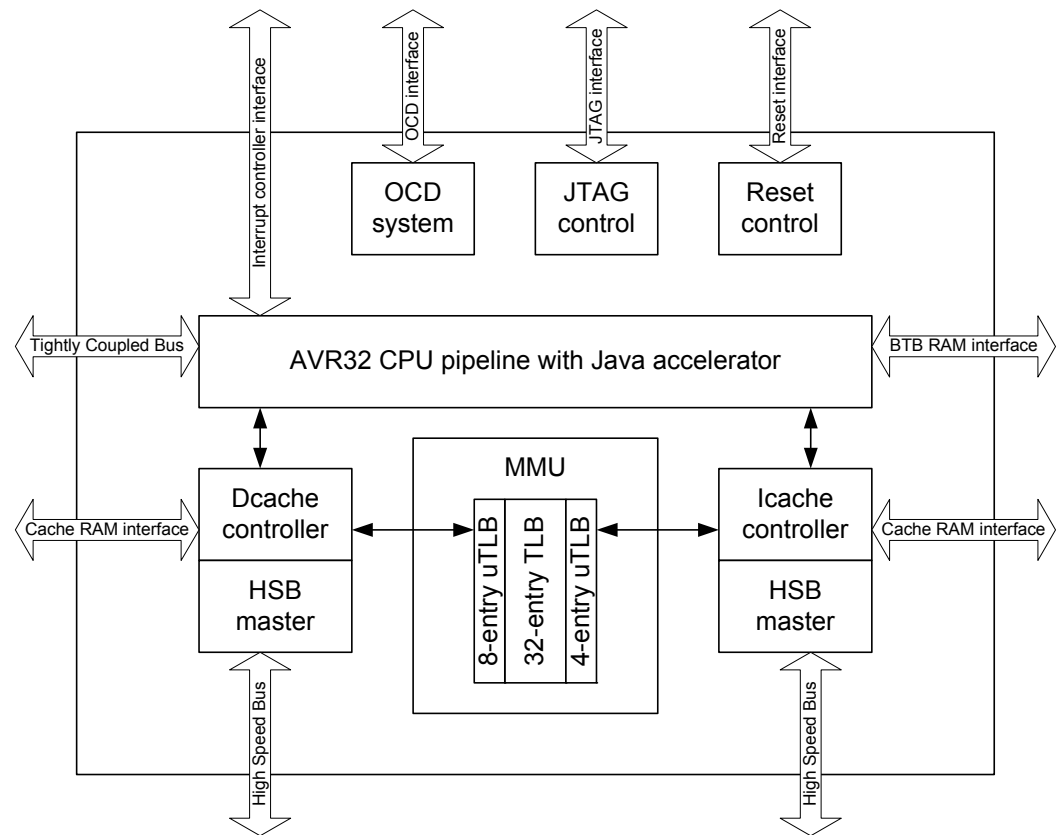 Interrupt controller interface
OCD interface
JTAG interface
Reset interface
OCD
system
JTAG
control
Reset
control
Tightly Coupled Bus
AVR32 CPU pipeline with Java accelerator
BTB RAM interface
MMU
Cache RAM interface
Dcache
controller
HSB
master
8-entry uTLB
32-entry TLB
4-entry uTLB
Icache
controller
HSB
master
Cache RAM interface
High Speed Bus
High Speed Bus